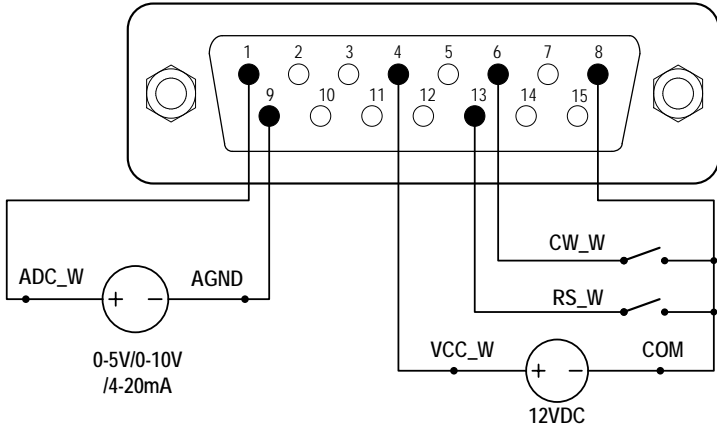 1 2 3 4 5 6 7 8
9 10 11 12 13 14 15
CW_W
ADC_W AGND
+ −
RS_W
0-5V/0-10V
/4-20mA
VCC_W COM
+ −
12VDC